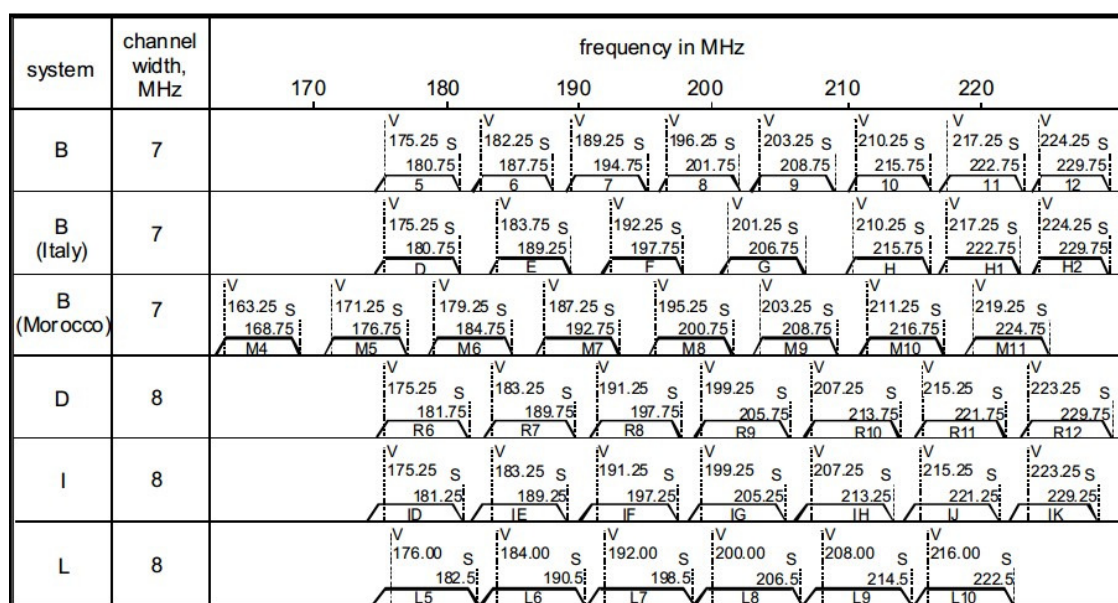 system channel width, MHz frequency in MHz
170 180 190 200 210 220
B 7
V V V V V V V V
175.25 S 182.25 S 189.25 S 196.25 S 203.25 S 210.25 S 217.25 S 224.25 S
180.75 187.75 194.75 201.75 208.75 215.75 222.75 229.75
5 6 7 8 9 10 11 12
B (Italy) 7
V V V V V V V
175.25 S 183.75 S 192.25 S 201.25 S 210.25 S 217.25 S 224.25 S
180.75 189.25 197.75 206.75 215.75 222.75 229.75
D E F G H H1 H2
B (Morocco) 7
V V V V V V V V
163.25 S 171.25 S 179.25 S 187.25 S 195.25 S 203.25 S 211.25 S 219.25 S
168.75 176.75 184.75 192.75 200.75 208.75 216.75 224.75
M4 M5 M6 M7 M8 M9 M10 M11
D 8
V V V V V V V
175.25 S 183.25 S 191.25 S 199.25 S 207.25 S 215.25 S 223.25 S
181.75 189.75 197.75 205.75 213.75 221.75 229.75
R6 R7 R8 R9 R10 R11 R12
I 8
V V V V V V V
175.25 S 183.25 S 191.25 S 199.25 S 207.25 S 215.25 S 223.25 S
181.25 189.25 197.25 205.25 213.25 221.25 229.25
ID IE IF IG IH IJ IK
L 8
V V V V V V
176.00 S 184.00 S 192.00 S 200.00 S 208.00 S 216.00 S
182.5 190.5 198.5 206.5 214.5 222.5
L5 L6 L7 L8 L9 L10